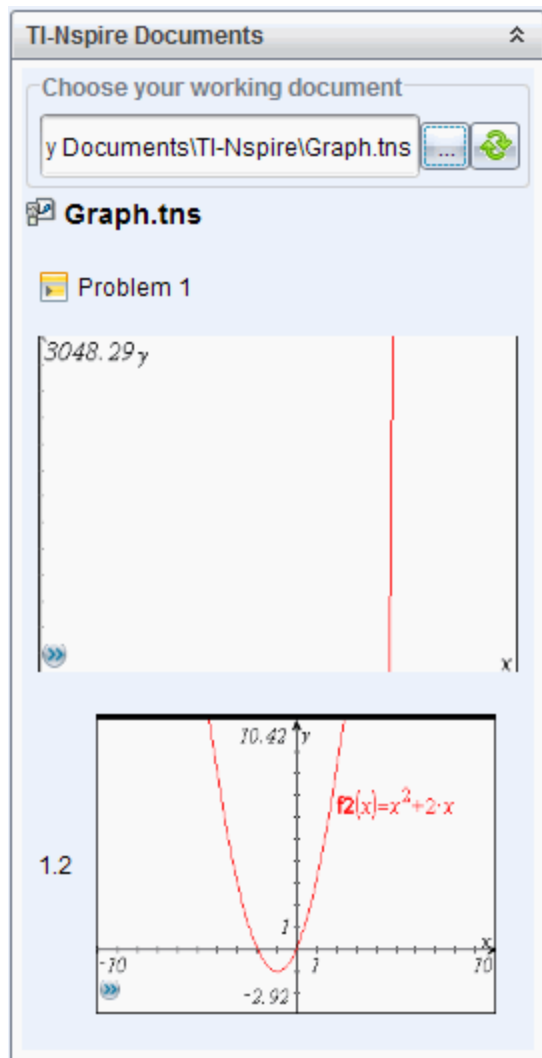 TI-Nspire Documents
Choose your working document
y Documents\TI-Nspire\Graph.tns
...
Graph.tns
Problem 1
3048.29 y
x
1.2
10.42 y
f2(x)=x²+2·x
1
x
-10
1
10
-2.92